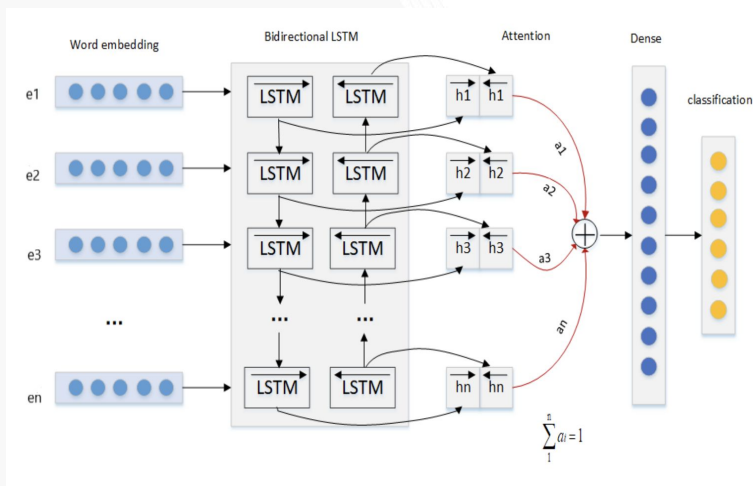 Word embedding
Bidirectional LSTM
Attention
Dense
classification
e1
LSTM
LSTM
h1
h1
a1
e2
LSTM
LSTM
h2
h2
a2
e3
LSTM
LSTM
h3
h3
a3
...
...
...
an
en
LSTM
LSTM
hn
hn
n
∑ai=1
1